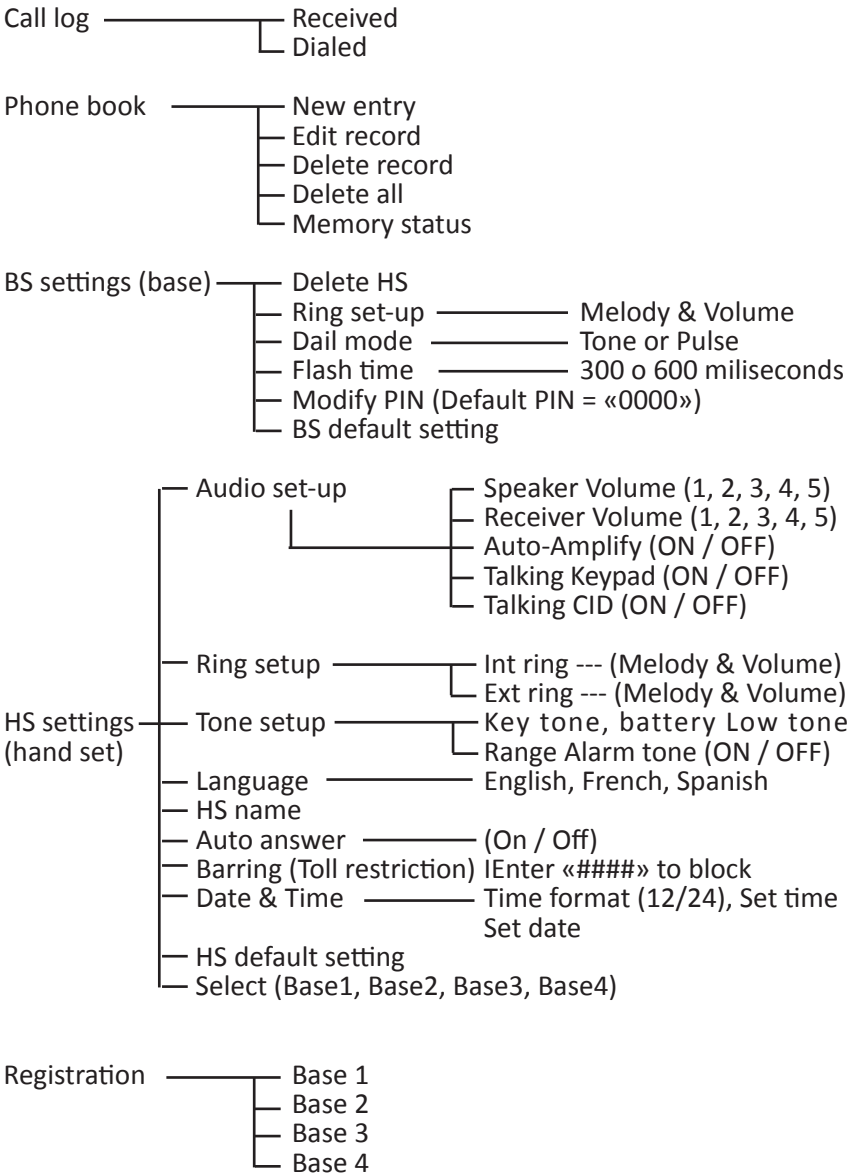 Call log Received
Dialed
Phone book New entry
Edit record
Delete record
Delete all
Memory status
BS settings (base) Delete HS
Ring set-up Melody & Volume
Dail mode Tone or Pulse
Flash time 300 o 600 miliseconds
Modify PIN (Default PIN = «0000»)
BS default setting
Audio set-up Speaker Volume (1, 2, 3, 4, 5)
Receiver Volume (1, 2, 3, 4, 5)
Auto-Amplify (ON / OFF)
Talking Keypad (ON / OFF)
Talking CID (ON / OFF)
Ring setup Int ring --- (Melody & Volume)
Ext ring --- (Melody & Volume)
HS settings Tone setup Key tone, battery Low tone
(hand set) Range Alarm tone (ON / OFF)
Language English, French, Spanish
HS name
Auto answer (On / Off)
Barring (Toll restriction) IEnter «####» to block
Date & Time Time format (12/24), Set time
Set date
HS default setting
Select (Base1, Base2, Base3, Base4)
Registration Base 1
Base 2
Base 3
Base 4